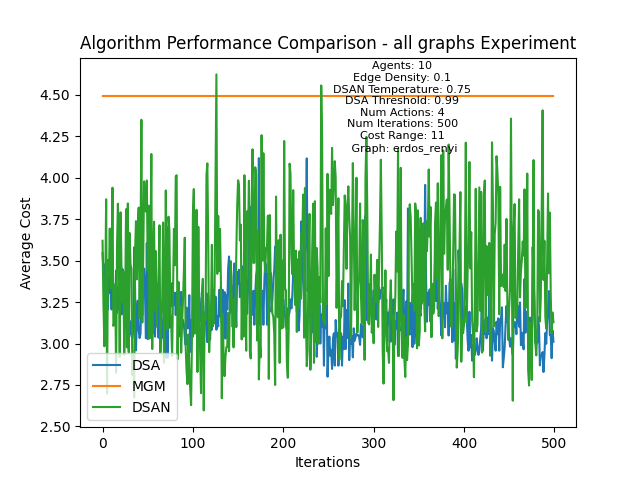 Algorithm Performance Comparison - all graphs Experiment
Agents: 10
Edge Density: 0.1
DSAN Temperature: 0.75
DSA Threshold: 0.99
Num Actions: 4
Num Iterations: 500
Cost Range: 11
Graph: erdos_renyi
Average Cost
4.50
4.25
4.00
3.75
3.50
3.25
3.00
2.75
2.50
DSA
MGM
DSAN
0
100
200
300
400
500
Iterations